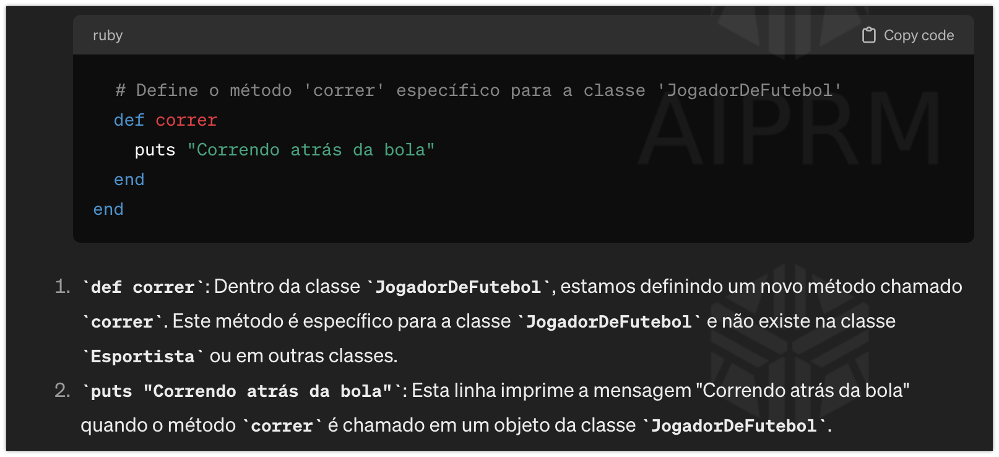 ruby
Copy code
# Define o método 'correr' específico para a classe 'JogadorDeFutebol'
def correr
puts "Correndo atrás da bola"
end
end
AIPRM
1. `def correr`: Dentro da classe `JogadorDeFutebol`, estamos definindo um novo método chamado
`correr`. Este método é específico para a classe `JogadorDeFutebol` e não existe na classe
`Esportista` ou em outras classes.
2. `puts "Correndo atrás da bola"`: Esta linha imprime a mensagem "Correndo atrás da bola"
quando o método `correr` é chamado em um objeto da classe `JogadorDeFutebol`.